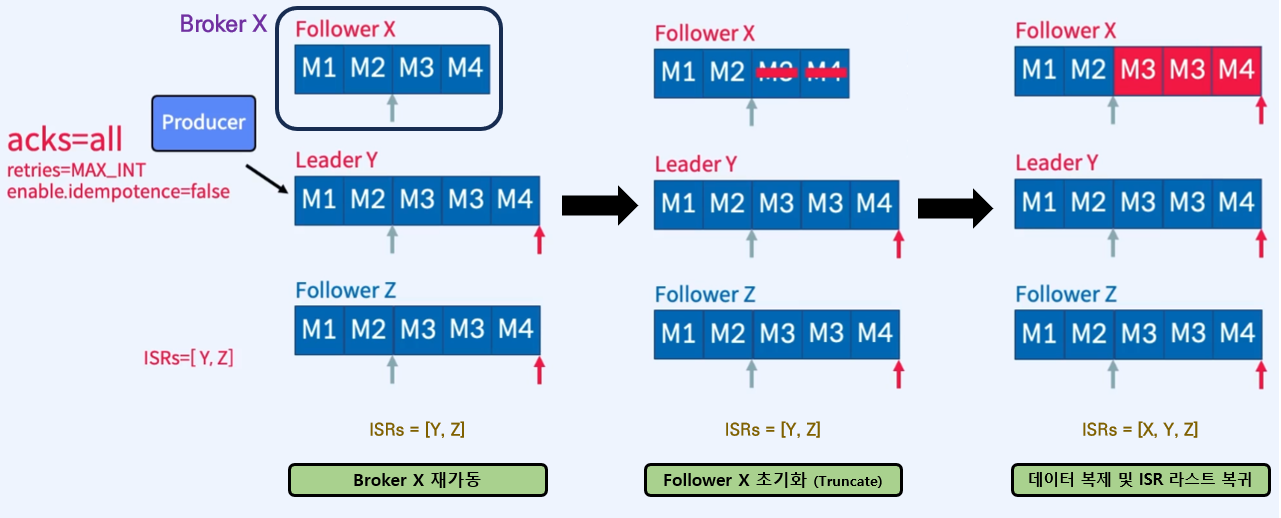 Broker X
Follower X
M1 M2 M3 M4
Producer
acks=all
retries=MAX_INT
enable.idempotence=false
Leader Y
M1 M2 M3 M3 M4
Follower Z
M1 M2 M3 M3 M4
ISRs=[ Y, Z]
ISRs = [Y, Z]
Broker X 재가동
Follower X
M1 M2 M3 M4
Leader Y
M1 M2 M3 M3 M4
Follower Z
M1 M2 M3 M3 M4
ISRs = [Y, Z]
Follower X 초기화 (Truncate)
Follower X
M1 M2 M3 M3 M4
Leader Y
M1 M2 M3 M3 M4
Follower Z
M1 M2 M3 M3 M4
ISRs = [X, Y, Z]
데이터 복제 및 ISR 라스트 복귀